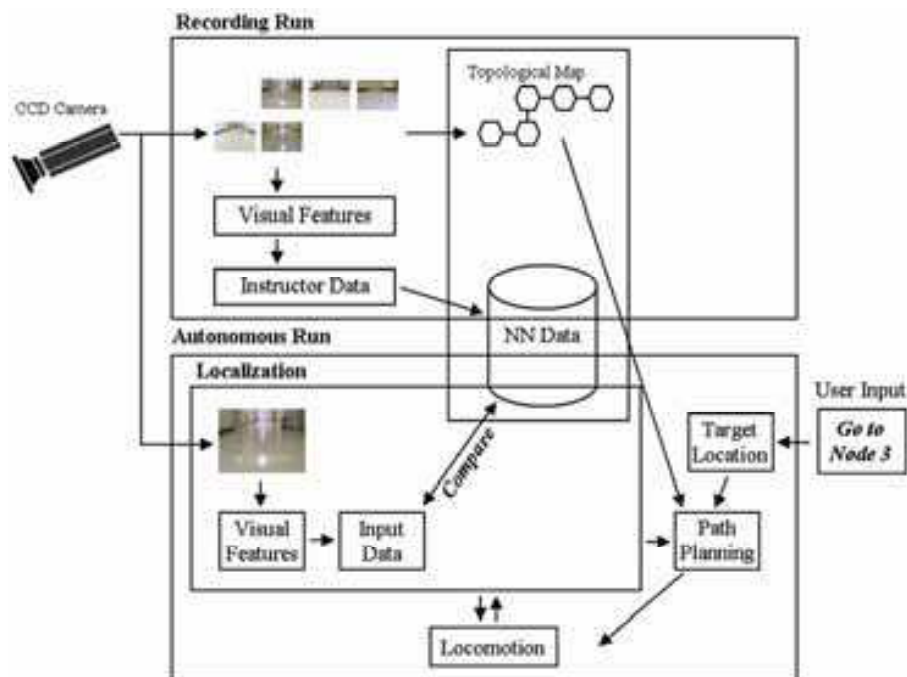 Recording Run
CCD Camera
Topological Map
Visual Features
Instructor Data
NN Data
Autonomous Run
Localization
User Input
Compare
Target
Location
Go to
Node 3
Visual
Features
Input
Data
Path
Planning
Locomotion